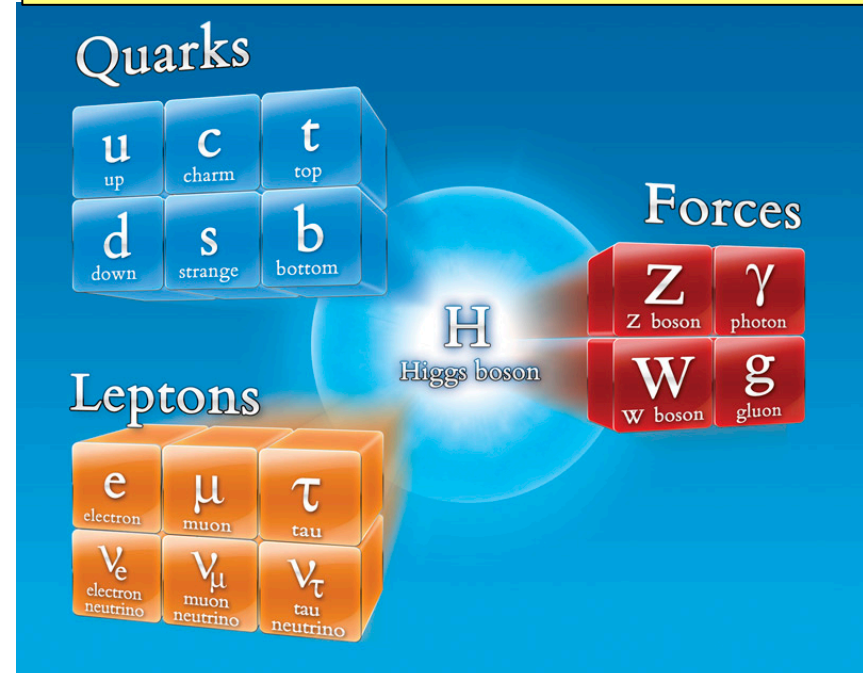 Quarks
u
up
c
charm
t
top
d
down
s
strange
b
bottom
Forces
Z
Z boson
γ
photon
W
W boson
g
gluon
H
Higgs boson
Leptons
e
electron
μ
muon
τ
tau
νe
electron
neutrino
νμ
muon
neutrino
ντ
tau
neutrino